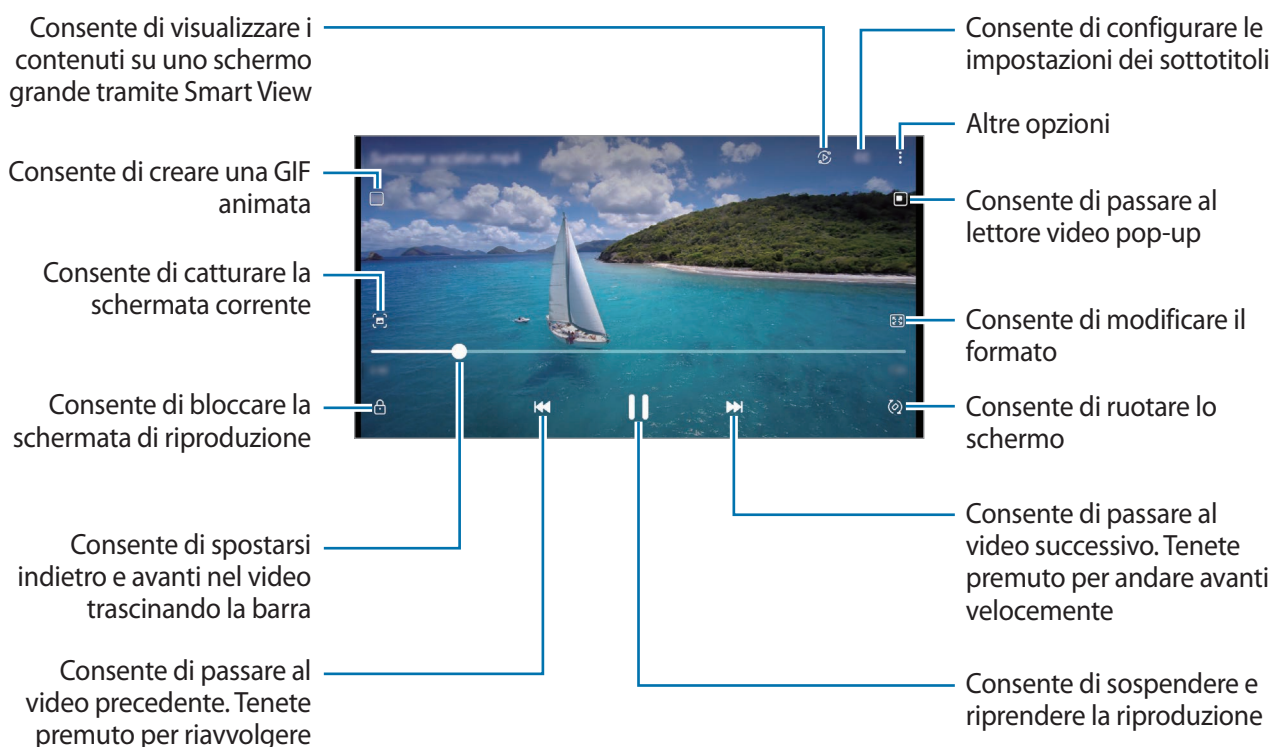 Consente di visualizzare i
contenuti su uno schermo
grande tramite Smart View
Consente di creare una GIF
animata
Consente di catturare la
schermata corrente
Consente di bloccare la
schermata di riproduzione
Consente di spostarsi
indietro e avanti nel video
trascinando la barra
Consente di passare al
video precedente. Tenete
premuto per riavvolgere
Consente di configurare le
impostazioni dei sottotitoli
Altre opzioni
Consente di passare al
lettore video pop-up
Consente di modificare il
formato
Consente di ruotare lo
schermo
Consente di passare al
video successivo. Tenete
premuto per andare avanti
velocemente
Consente di sospendere e
riprendere la riproduzione